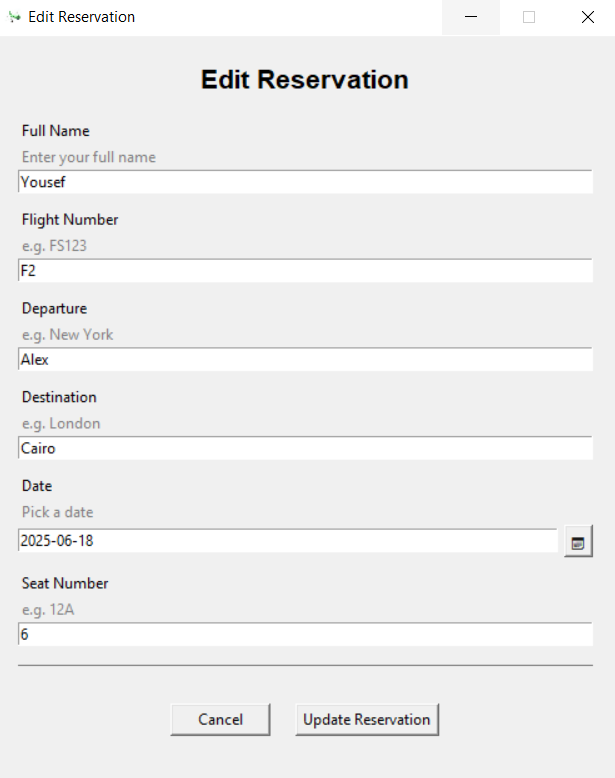 Edit Reservation
Edit Reservation
Full Name
Enter your full name
Yousef
Flight Number
e.g. FS123
F2
Departure
e.g. New York
Alex
Destination
e.g. London
Cairo
Date
Pick a date
2025-06-18
Seat Number
e.g. 12A
6
Cancel Update Reservation